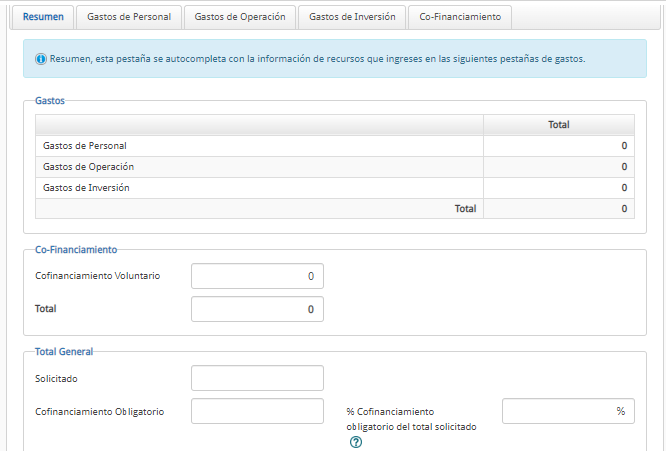 Resumen Gastos de Personal Gastos de Operación Gastos de Inversión Co-Financiamiento
Resumen, esta pestaña se autocompleta con la información de recursos que ingreses en las siguientes pestañas de gastos.
Gastos
Total
Gastos de Personal 0
Gastos de Operación 0
Gastos de Inversión 0
Total 0
Co-Financiamiento
Cofinanciamiento Voluntario 0
Total 0
Total General
Solicitado
Cofinanciamiento Obligatorio % Cofinanciamiento %
obligatorio del total solicitado
?